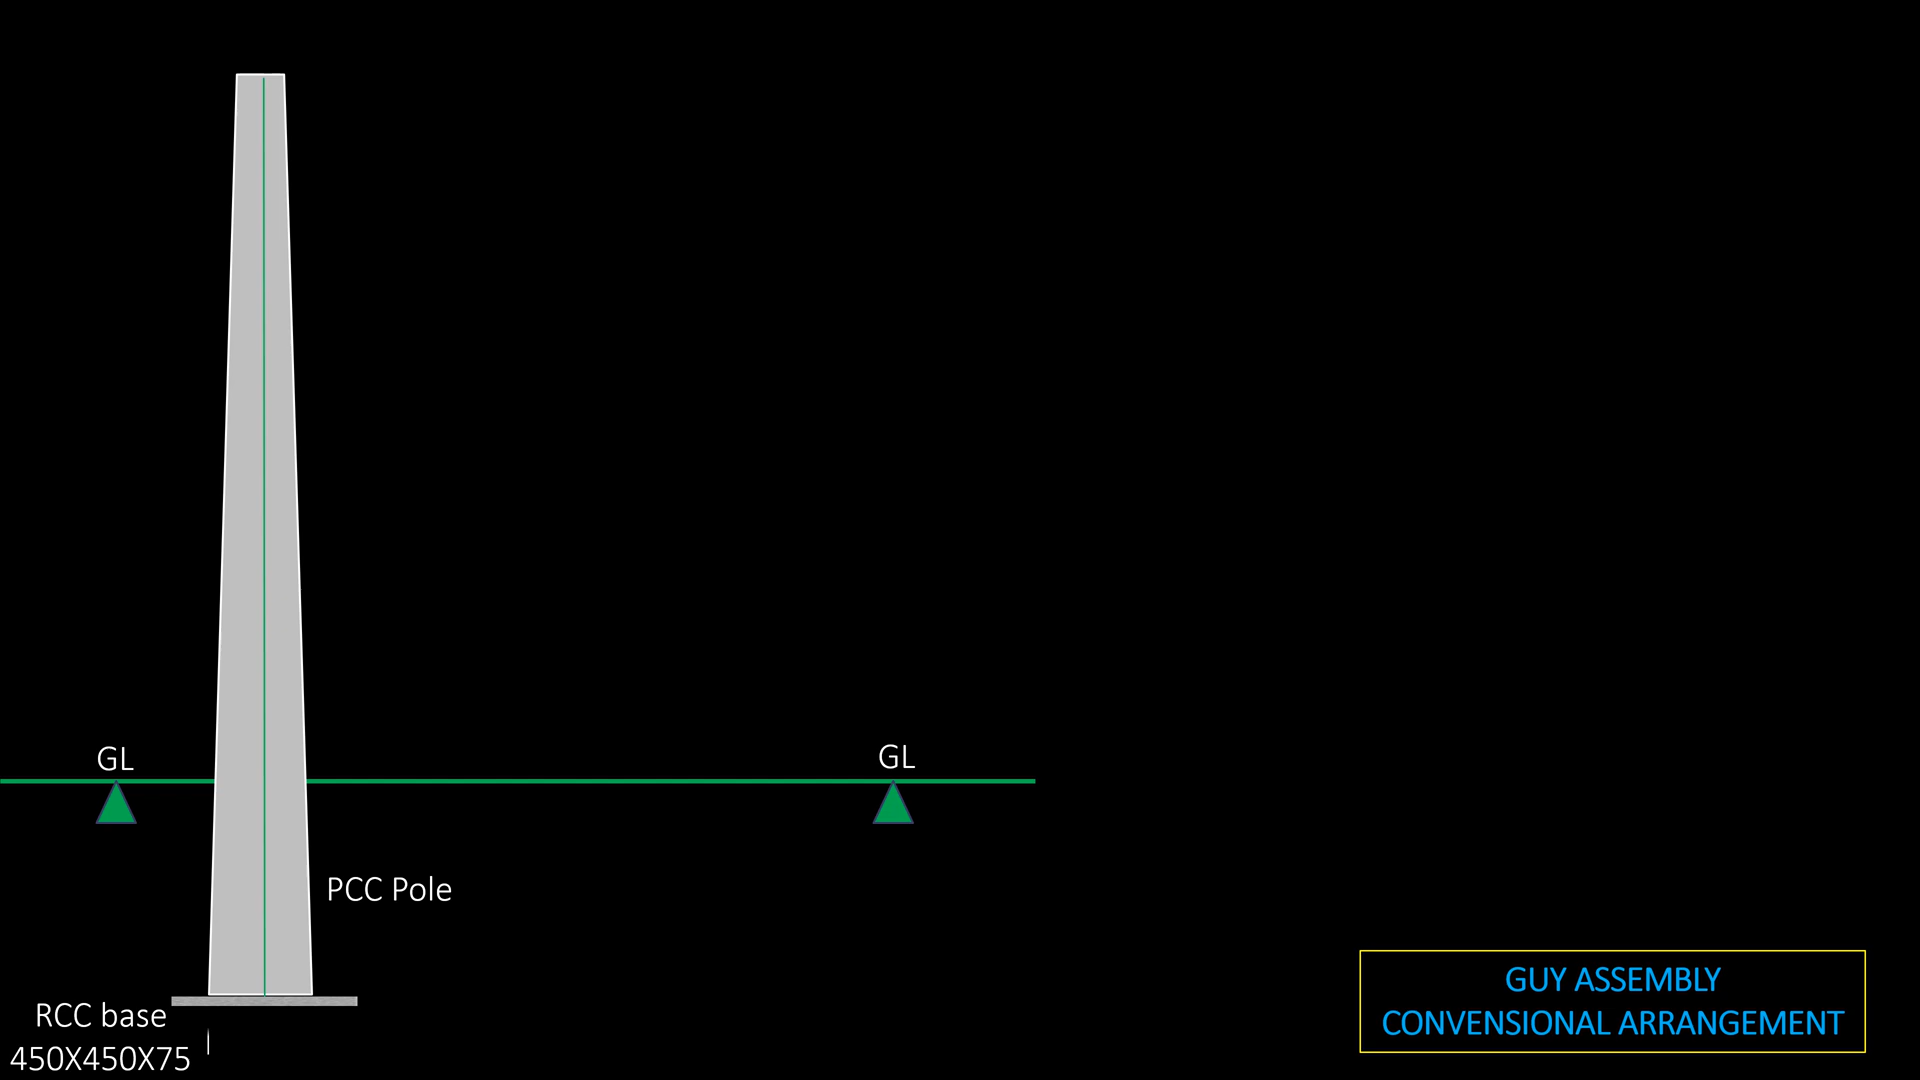 GL
GL
PCC Pole
RCC base
450X450X75
GUY ASSEMBLY
CONVENSIONAL ARRANGEMENT